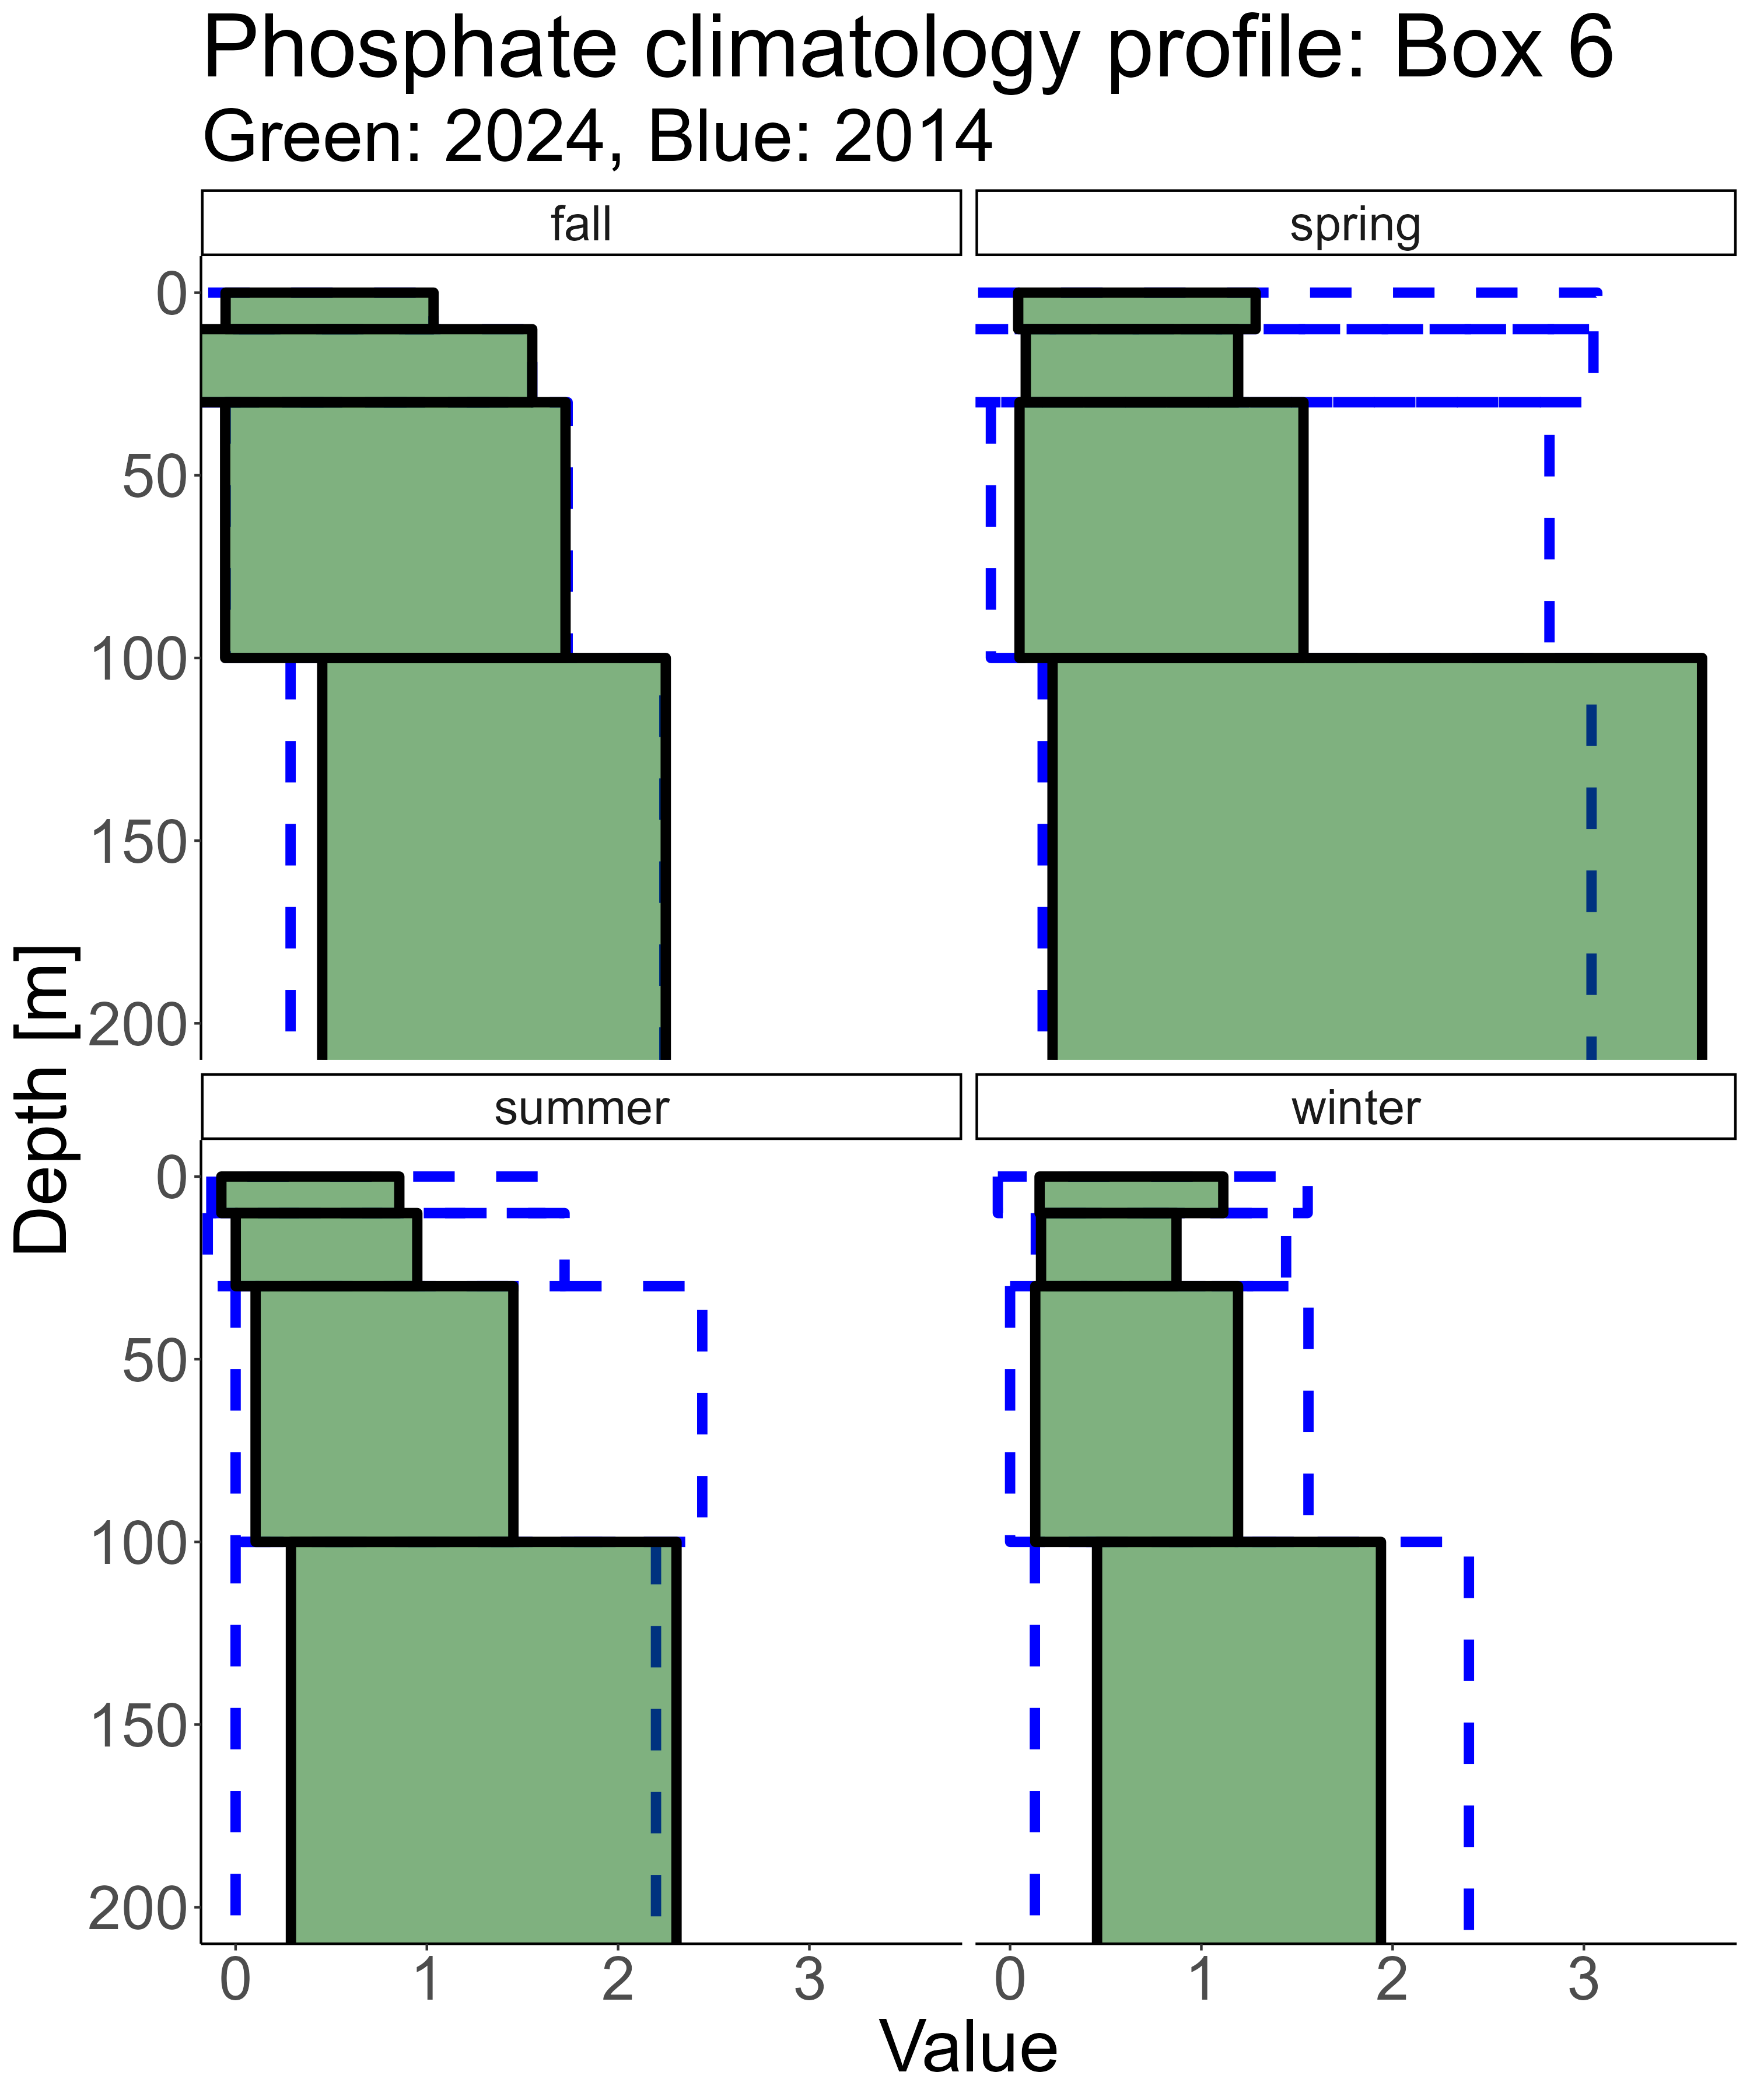 Phosphate climatology profile: Box 6
Green: 2024, Blue: 2014
fall
spring
0
50
100
150
200
summer
winter
0
50
100
150
200
Depth [m]
0 1 2 3
0 1 2 3
Value